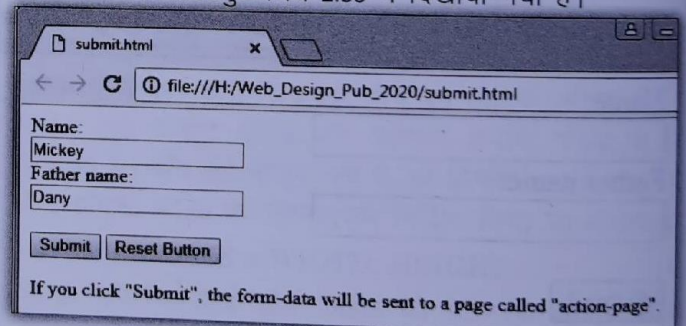 submit.html
file:///H:/Web_Design_Pub_2020/submit.html
Name:
Mickey
Father name:
Dany
Submit Reset Button
If you click "Submit", the form-data will be sent to a page called "action-page".